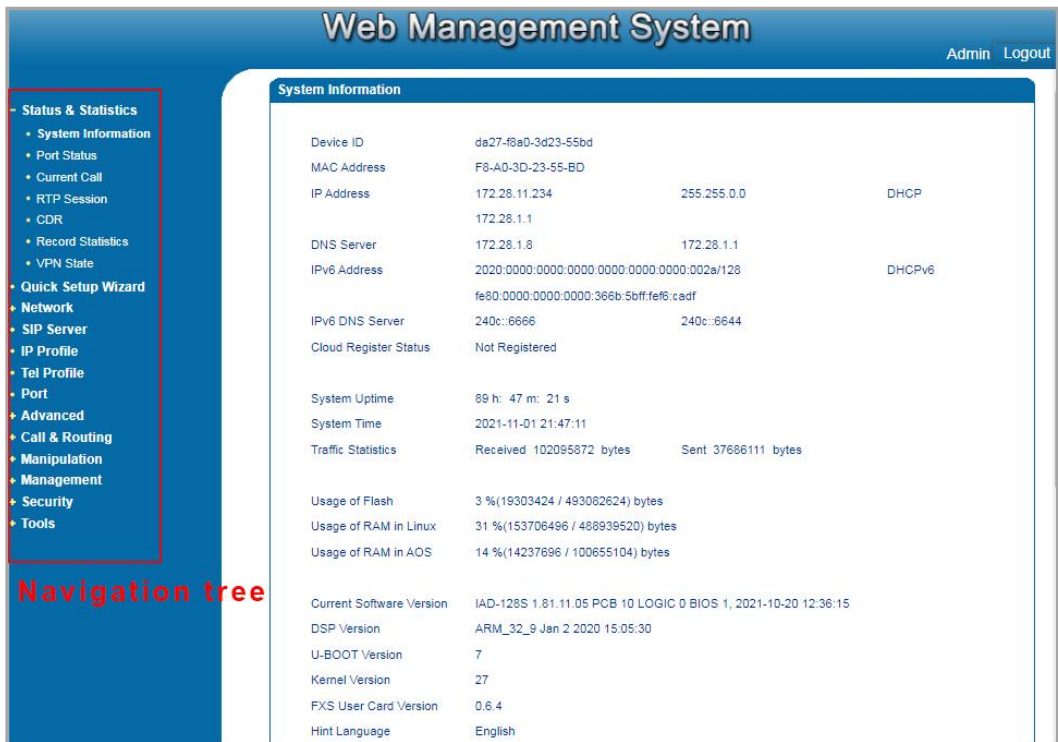 Web Management System
Admin Logout
Status & Statistics
System Information
Port Status
Current Call
RTP Session
CDR
Record Statistics
VPN State
Quick Setup Wizard
Network
SIP Server
IP Profile
Tel Profile
Port
Advanced
Call & Routing
Manipulation
Management
Security
Tools
Navigation tree
System Information
Device ID da27-f8a0-3d23-55bd
MAC Address F8-A0-3D-23-55-BD
IP Address 172.28.11.234 255.255.0.0 DHCP
172.28.1.1
DNS Server 172.28.1.8 172.28.1.1
IPv6 Address 2020:0000:0000:0000:0000:0000:0000:002a/128 DHCPv6
fe80:0000:0000:0000:366b:5bff:fef6:cadf
IPv6 DNS Server 240c::6666 240c::6644
Cloud Register Status Not Registered
System Uptime 89 h: 47 m: 21 s
System Time 2021-11-01 21:47:11
Traffic Statistics Received 102095872 bytes Sent 37686111 bytes
Usage of Flash 3 %(19303424 / 493082624) bytes
Usage of RAM in Linux 31 %(153706496 / 488939520) bytes
Usage of RAM in AOS 14 %(14237696 / 100655104) bytes
Current Software Version IAD-128S 1.81.11.05 PCB 10 LOGIC 0 BIOS 1, 2021-10-20 12:36:15
DSP Version ARM_32_9 Jan 2 2020 15:05:30
U-BOOT Version 7
Kernel Version 27
FXS User Card Version 0.6.4
Hint Language English